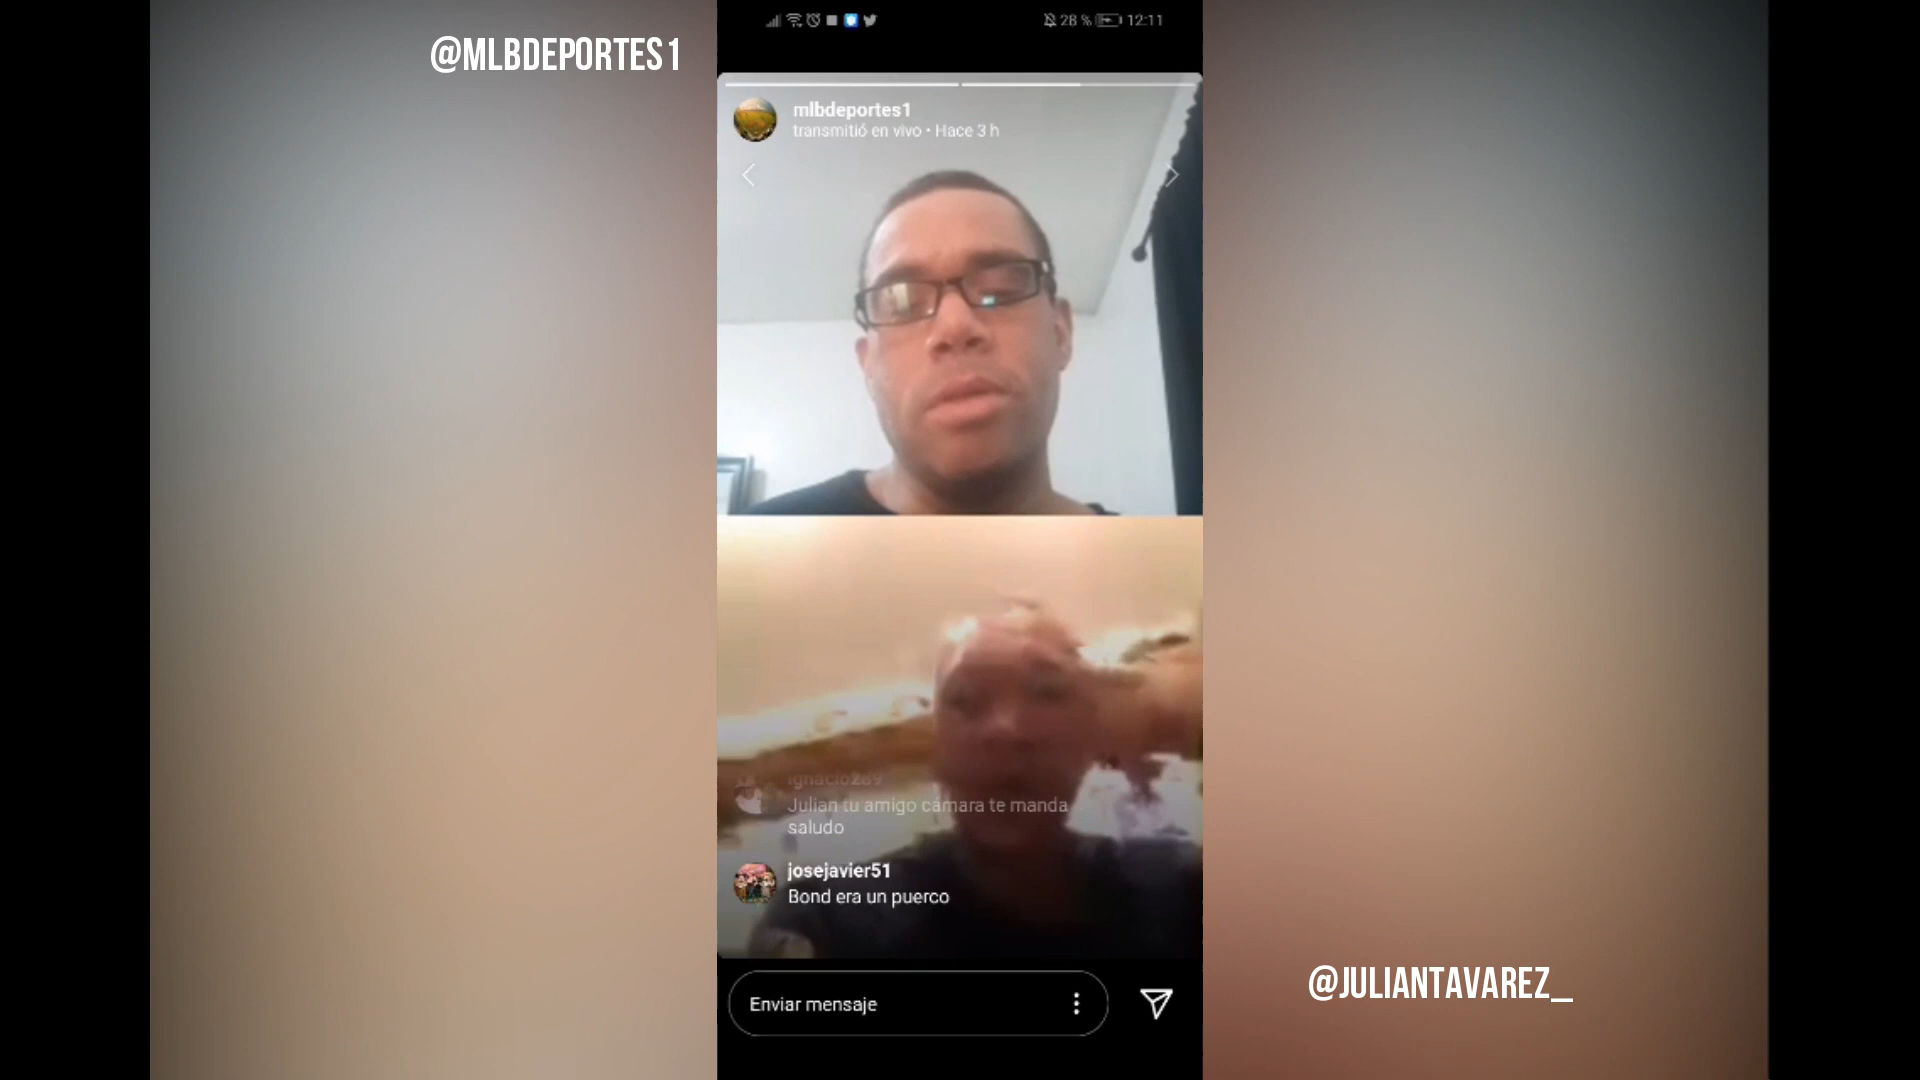 @MLBDEPORTES1
28 % 12:11
mlbdeportes1
transmitió en vivo • Hace 3 h
ignacio289
Julian tu amigo cámara te manda
saludo
josejavier51
Bond era un puerco
Enviar mensaje
@JULIANTAVAREZ_